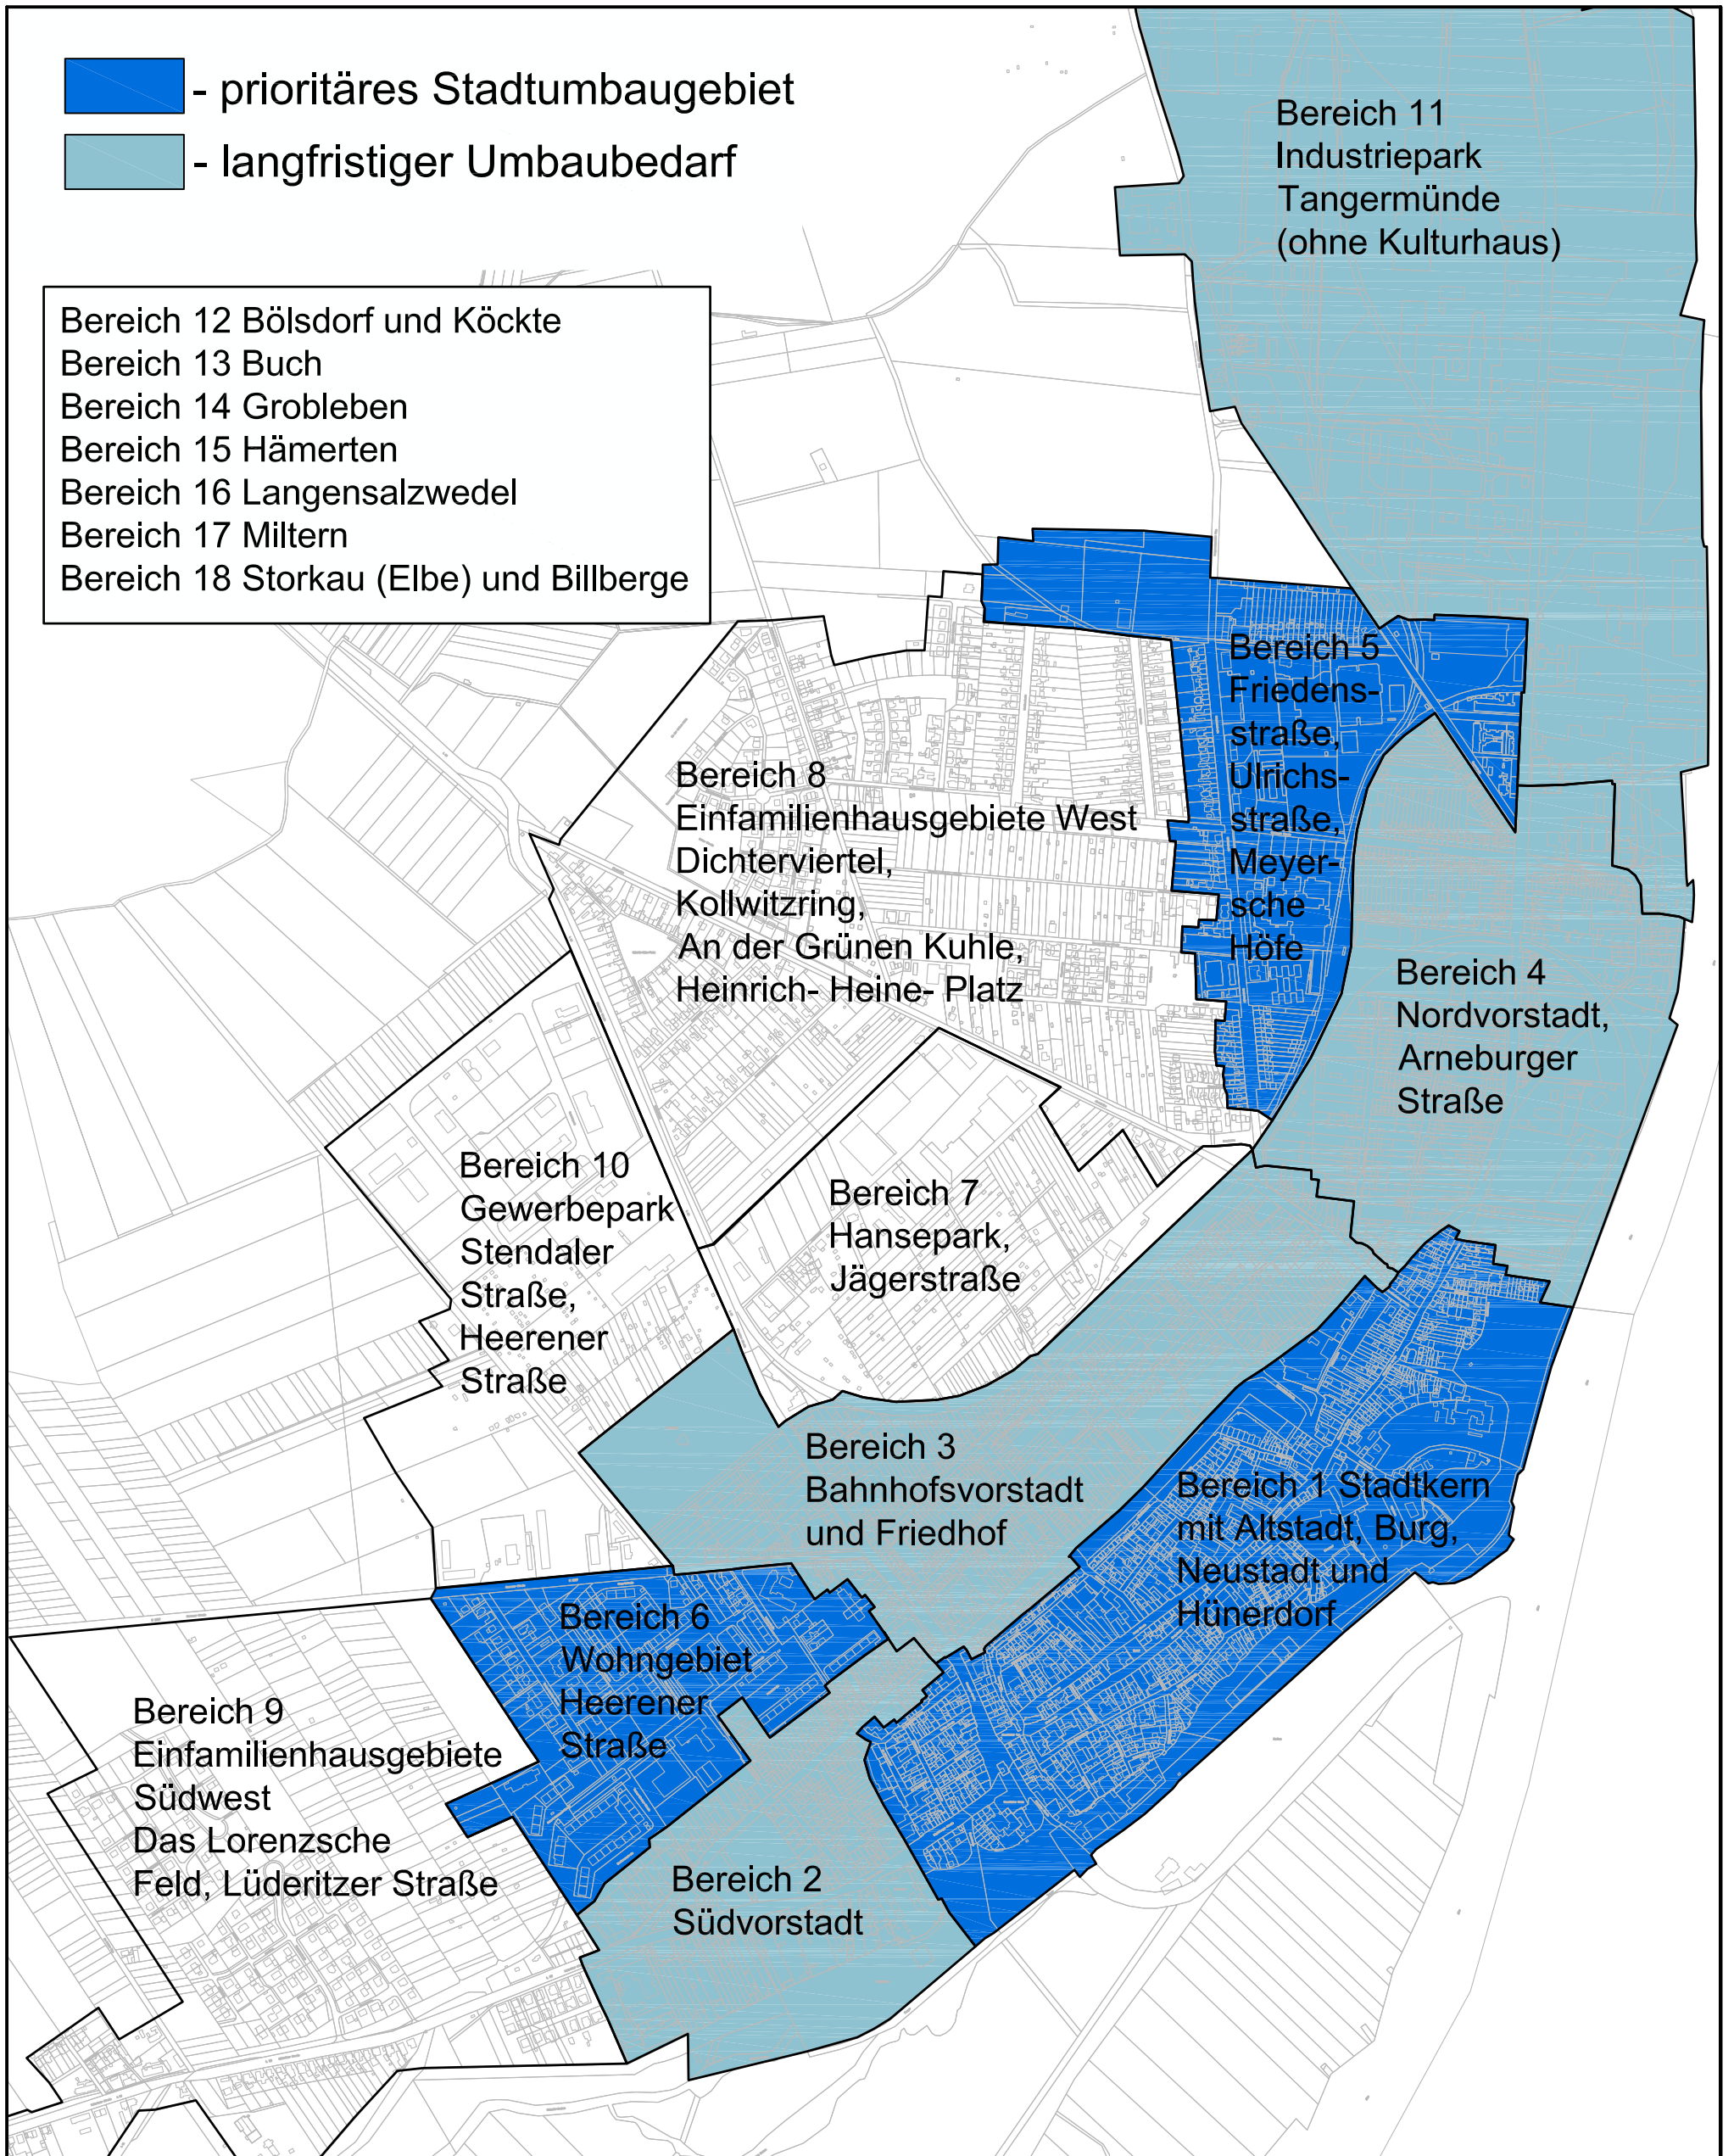 - prioritäres Stadtumbaugebiet
- langfristiger Umbaubedarf
Bereich 12 Bölsdorf und Köckte
Bereich 13 Buch
Bereich 14 Grobleben
Bereich 15 Hämerten
Bereich 16 Langensalzwedel
Bereich 17 Miltern
Bereich 18 Storkau (Elbe) und Billberge
Bereich 11
Industriepark
Tangermünde
(ohne Kulturhaus)
Bereich 5
Friedens-
straße,
Ulrichs-
straße,
Meyer-
sche
Höfe
Bereich 8
Einfamilienhausgebiete West
Dichterviertel,
Kollwitzring,
An der Grünen Kuhle,
Heinrich- Heine- Platz
Bereich 4
Nordvorstadt,
Arneburger
Straße
Bereich 10
Gewerbepark
Stendaler
Straße,
Heerener
Straße
Bereich 7
Hansepark,
Jägerstraße
Bereich 3
Bahnhofsvorstadt
und Friedhof
Bereich 1 Stadtkern
mit Altstadt, Burg,
Neustadt und
Hünerdorf
Bereich 6
Wohngebiet
Heerener
Straße
Bereich 9
Einfamilienhausgebiete
Südwest
Das Lorenzsche
Feld, Lüderitzer Straße
Bereich 2
Südvorstadt